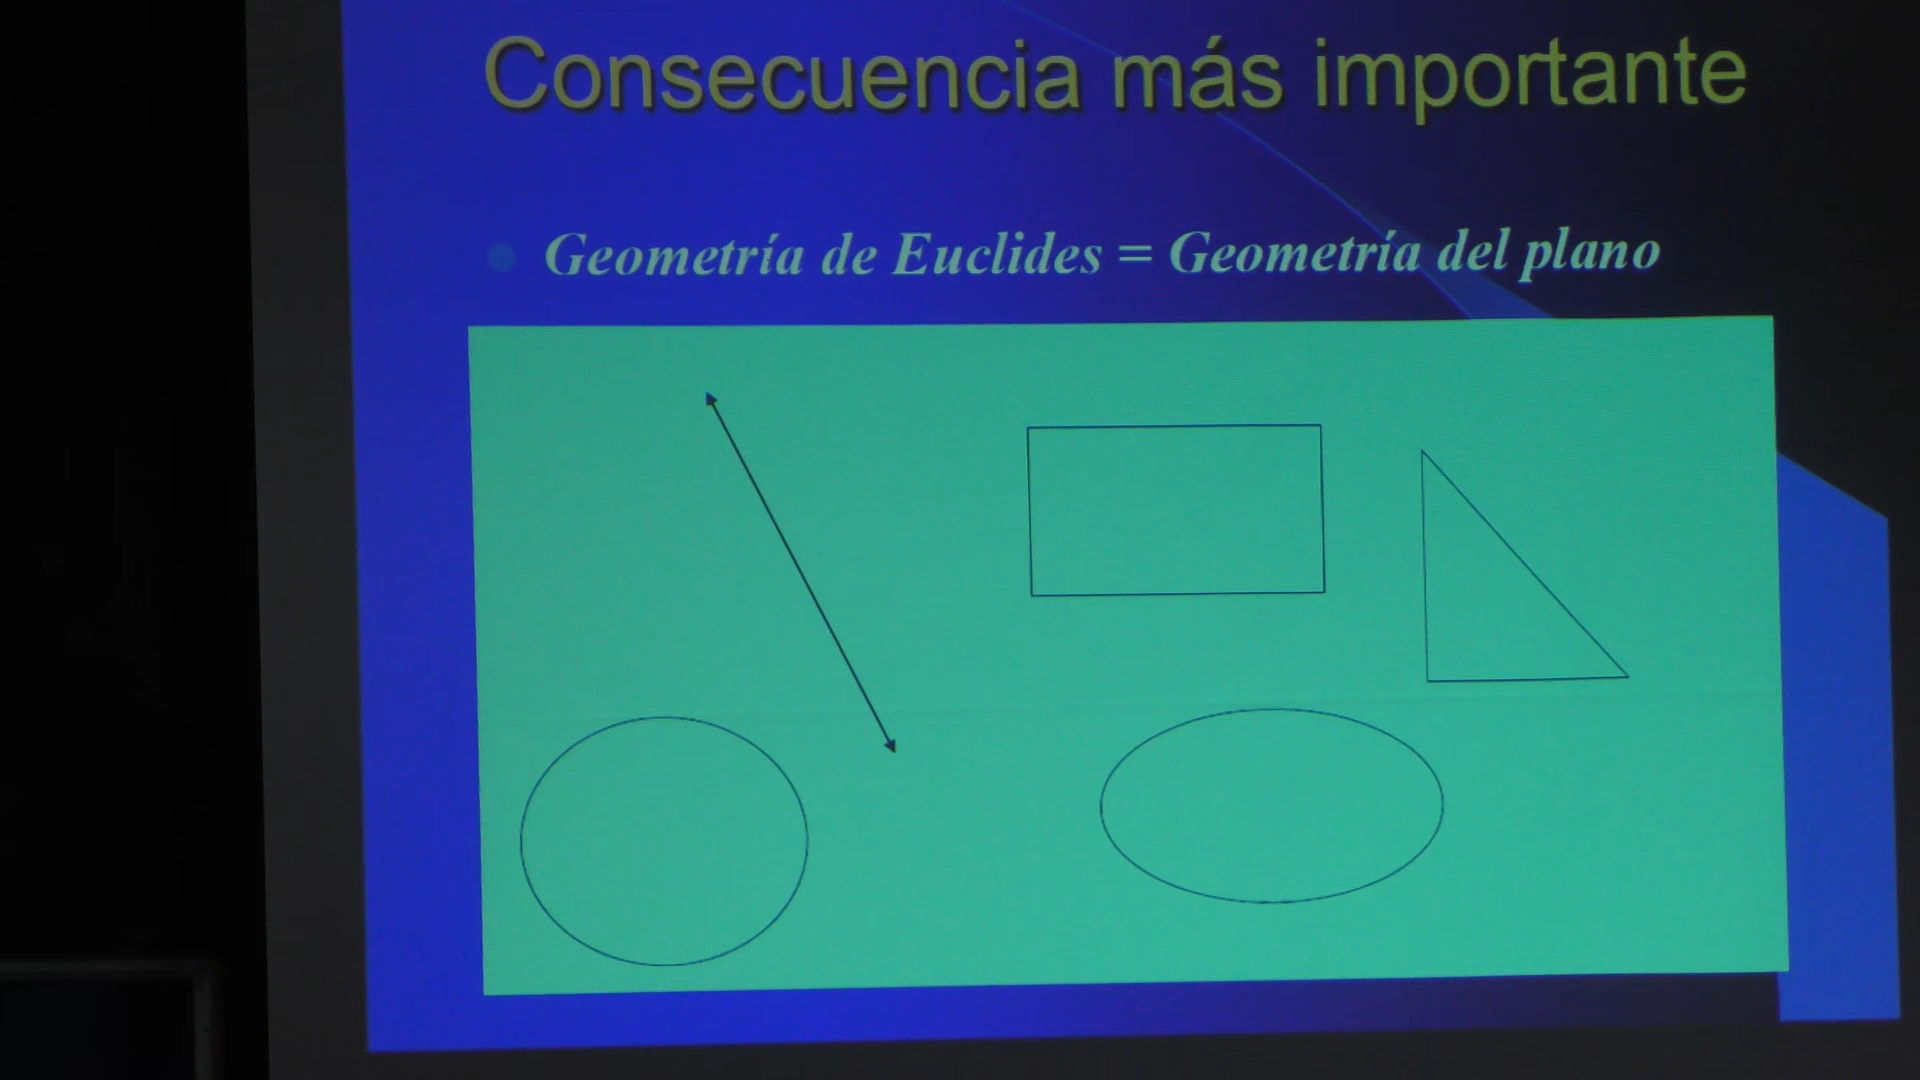 Consecuencia más importante
Geometría de Euclides = Geometría del plano